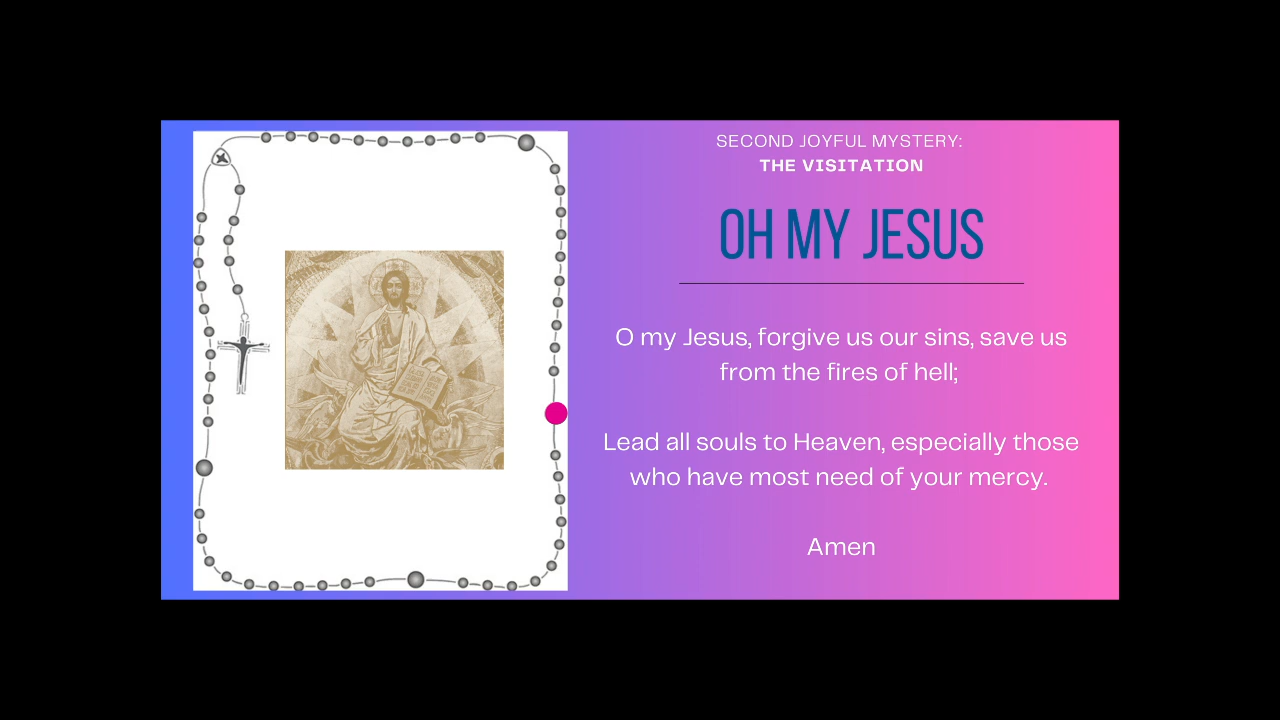 SECOND JOYFUL MYSTERY:
THE VISITATION
OH MY JESUS
O my Jesus, forgive us our sins, save us
from the fires of hell;
Lead all souls to Heaven, especially those
who have most need of your mercy.
Amen